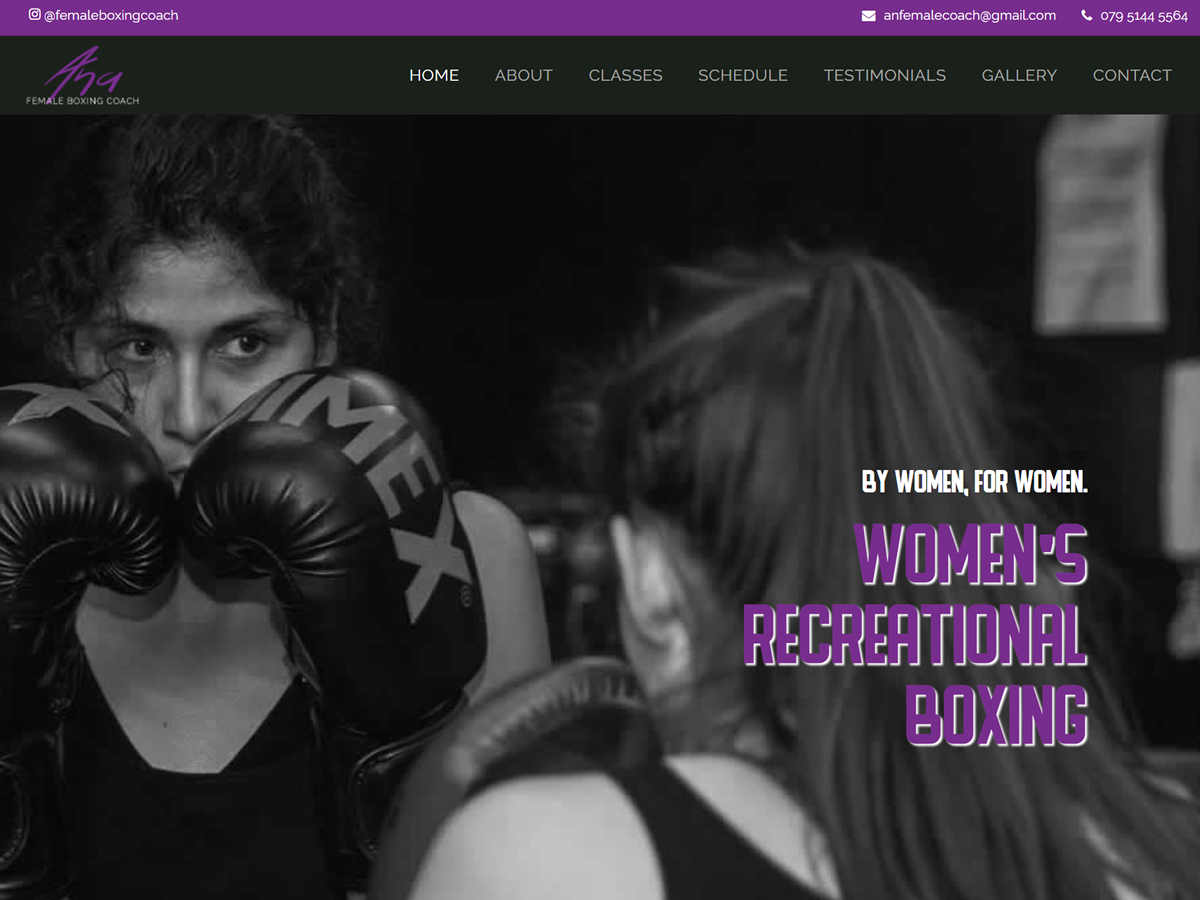 @femaleboxingcoach
anfemalecoach@gmail.com
079 5144 5564
Ana
FEMALE BOXING COACH
HOME
ABOUT
CLASSES
SCHEDULE
TESTIMONIALS
GALLERY
CONTACT
IMEX
X
®
BY WOMEN, FOR WOMEN.
WOMEN'S
RECREATIONAL
BOXING